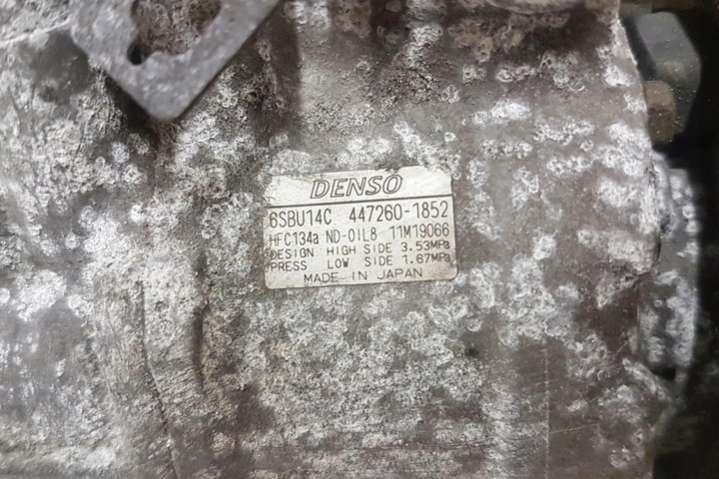 DENSO
6SBU14C 447260-1852
HFC134a ND-OIL8 11M19066
DESIGN HIGH SIDE 3.53MPa
PRESS LOW SIDE 1.67MPa
MADE IN JAPAN